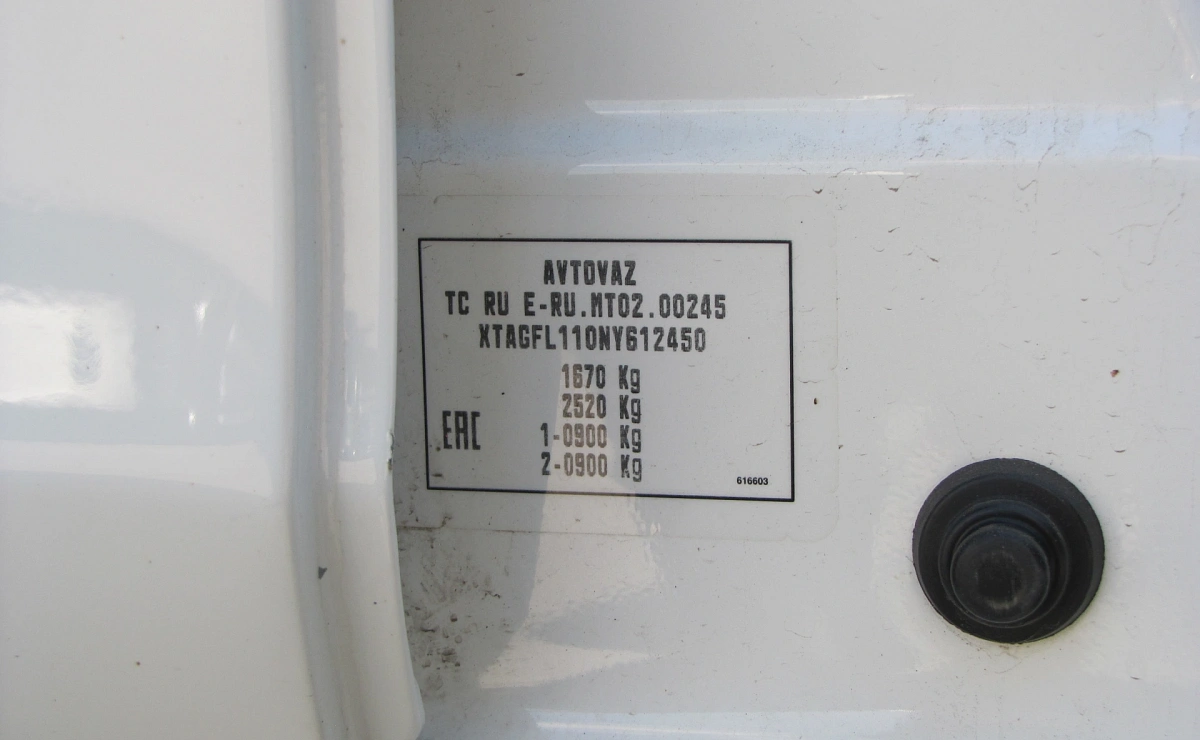 AVTOVAZ
TC RU E-RU.MT02.00245
XTAGFL110NY612450
1670 Kg
2520 Kg
1-0900 Kg
2-0900 Kg
EAC
616603